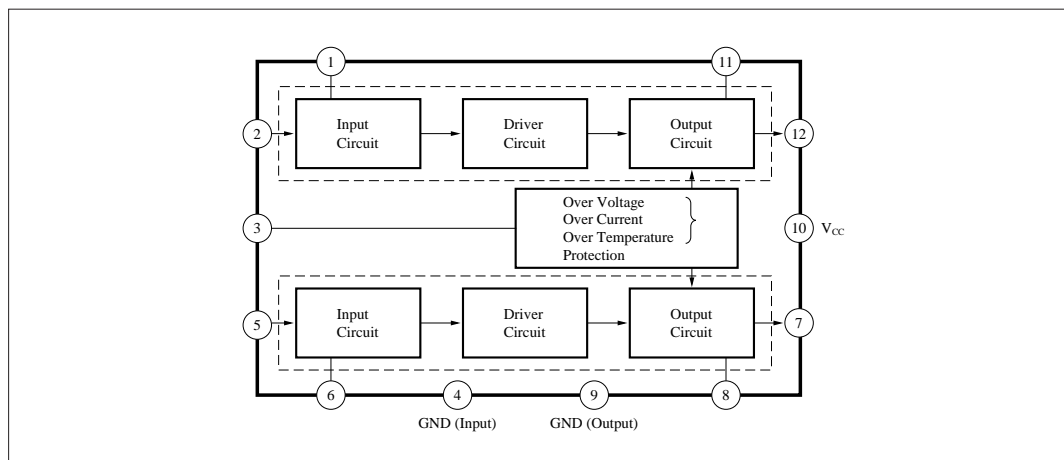 1
11
2
Input
Circuit
Driver
Circuit
Output
Circuit
12
3
Over Voltage
Over Current
Over Temperature
Protection
10
VCC
5
Input
Circuit
Driver
Circuit
Output
Circuit
7
6
4
9
8
GND (Input)
GND (Output)